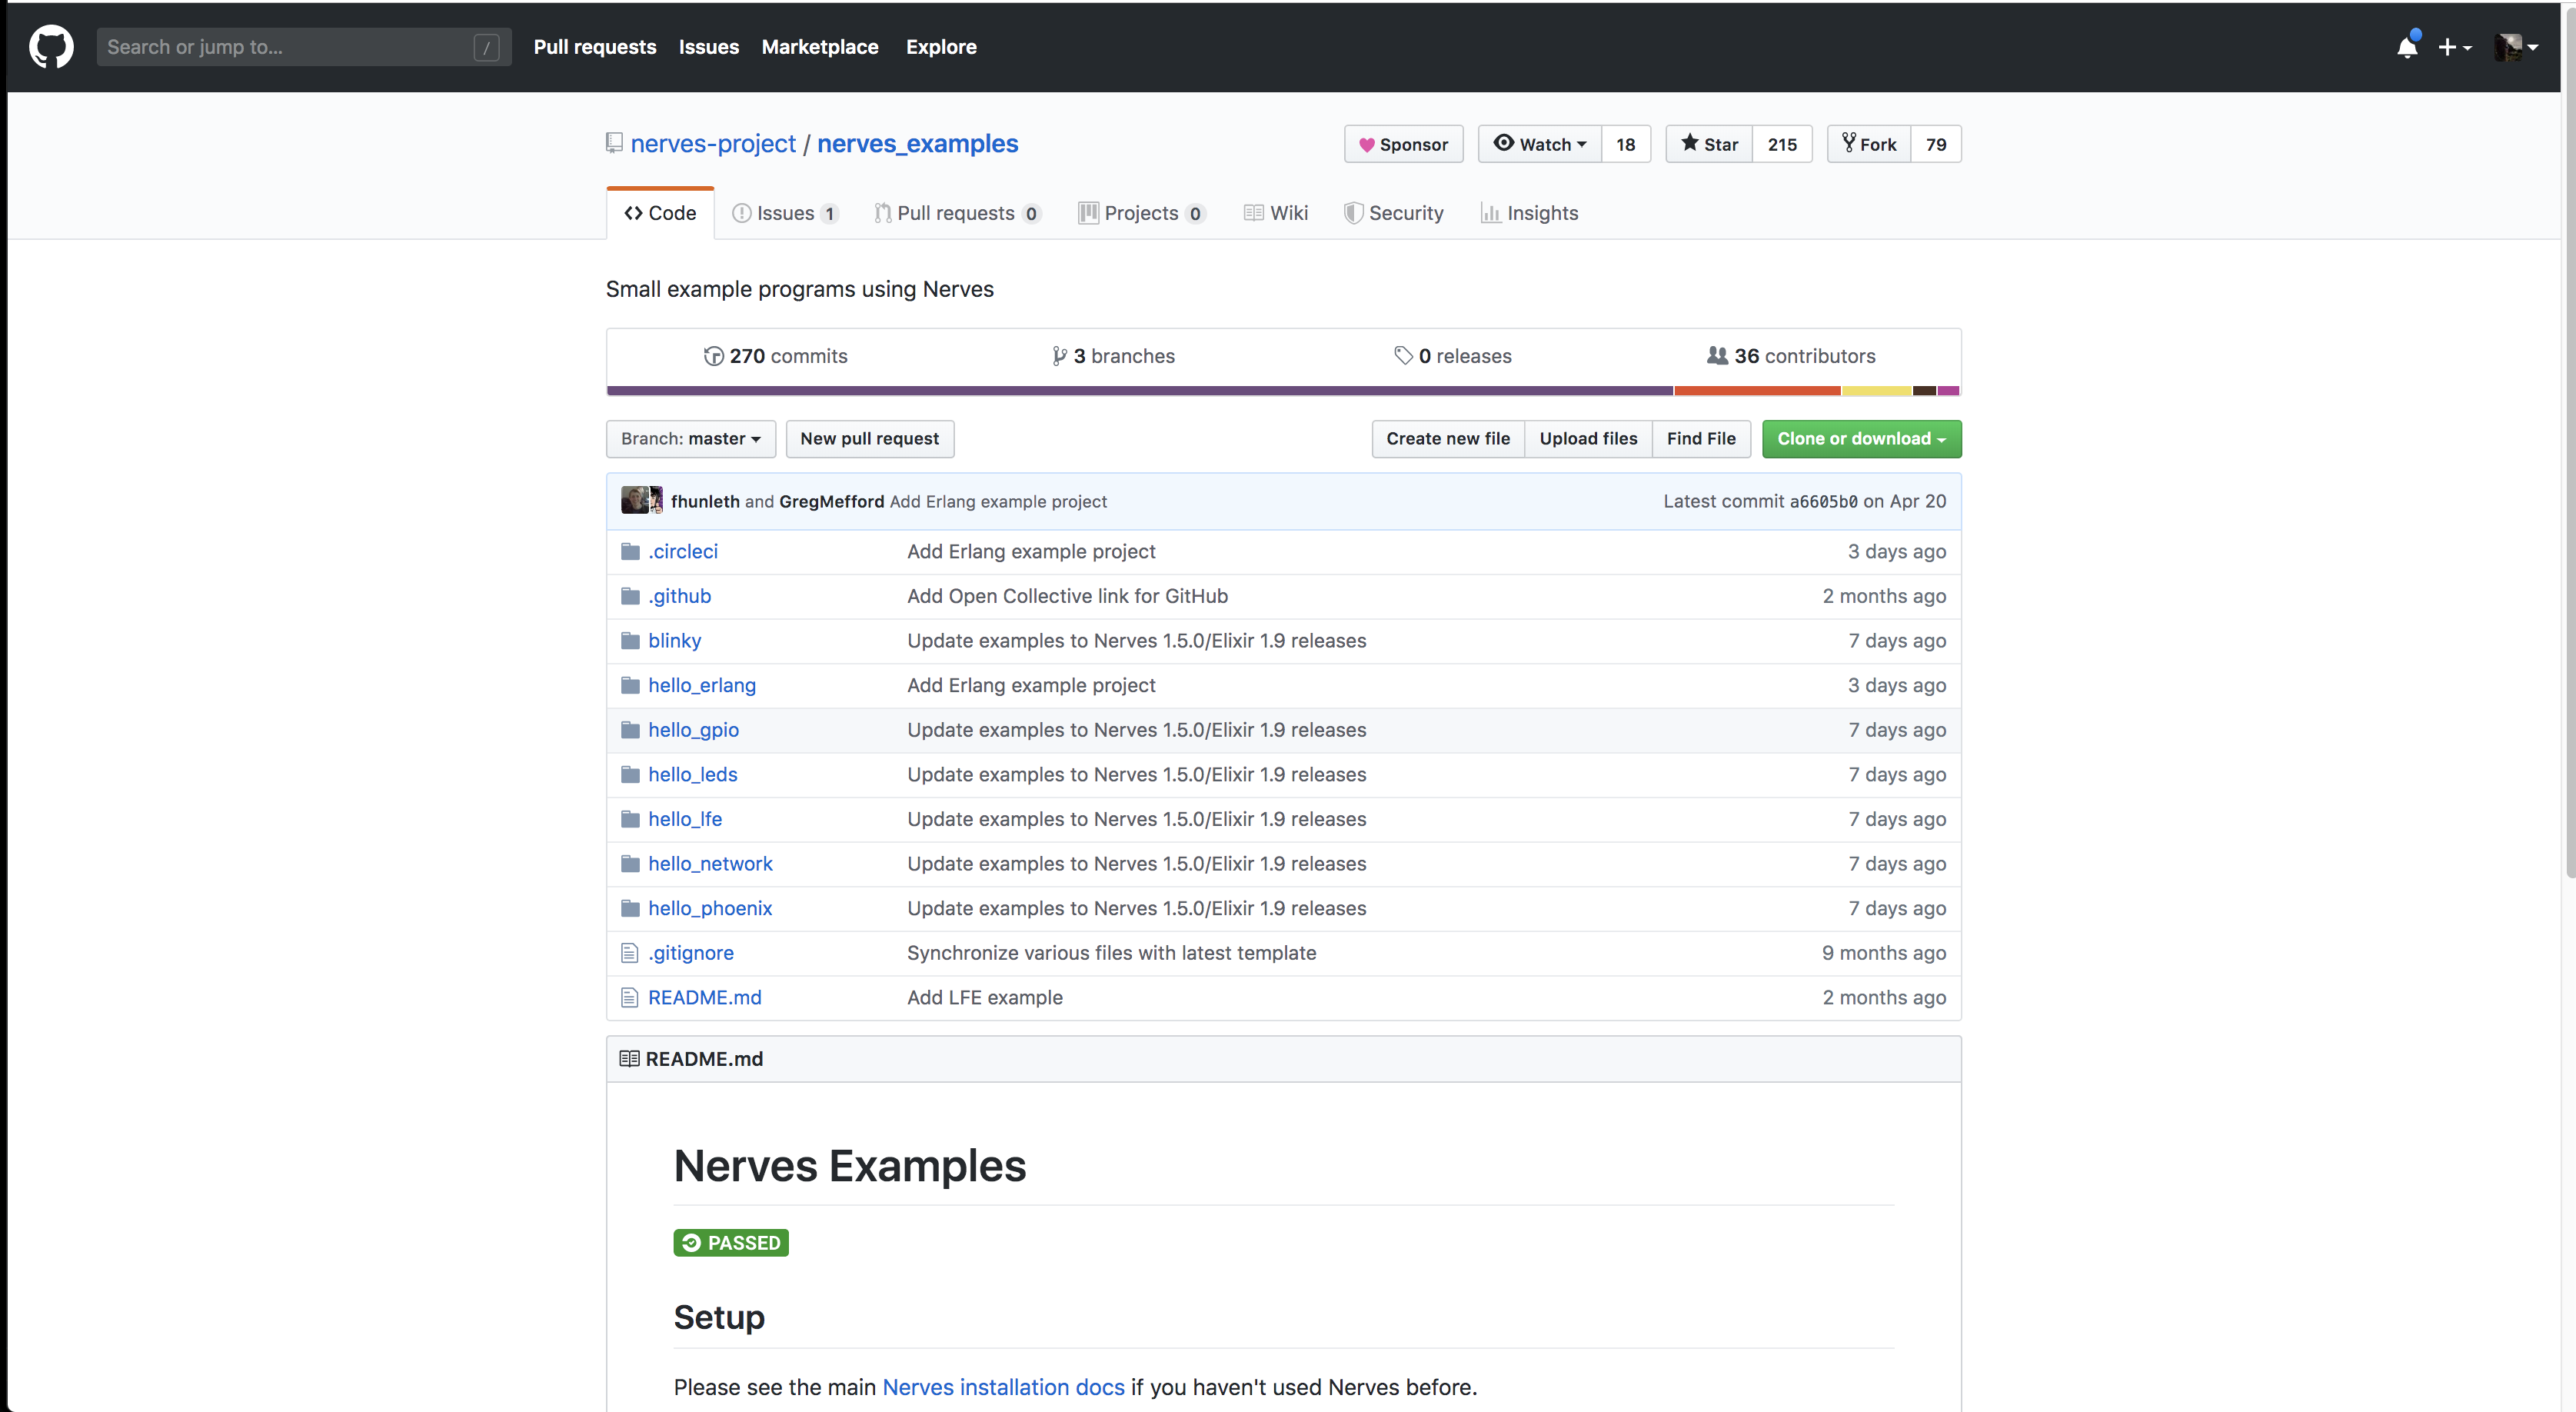 Search or jump to... / Pull requests Issues Marketplace Explore
nerves-project / nerves_examples Sponsor Watch 18 Star 215 Fork 79
Code Issues 1 Pull requests 0 Projects 0 Wiki Security Insights
Small example programs using Nerves
270 commits 3 branches 0 releases 36 contributors
Branch: master New pull request Create new file Upload files Find File Clone or download
fhunleth and GregMefford Add Erlang example project Latest commit a6605b0 on Apr 20
.circleci Add Erlang example project 3 days ago
.github Add Open Collective link for GitHub 2 months ago
blinky Update examples to Nerves 1.5.0/Elixir 1.9 releases 7 days ago
hello_erlang Add Erlang example project 3 days ago
hello_gpio Update examples to Nerves 1.5.0/Elixir 1.9 releases 7 days ago
hello_leds Update examples to Nerves 1.5.0/Elixir 1.9 releases 7 days ago
hello_lfe Update examples to Nerves 1.5.0/Elixir 1.9 releases 7 days ago
hello_network Update examples to Nerves 1.5.0/Elixir 1.9 releases 7 days ago
hello_phoenix Update examples to Nerves 1.5.0/Elixir 1.9 releases 7 days ago
.gitignore Synchronize various files with latest template 9 months ago
README.md Add LFE example 2 months ago
README.md
Nerves Examples
PASSED
Setup
Please see the main Nerves installation docs if you haven't used Nerves before.